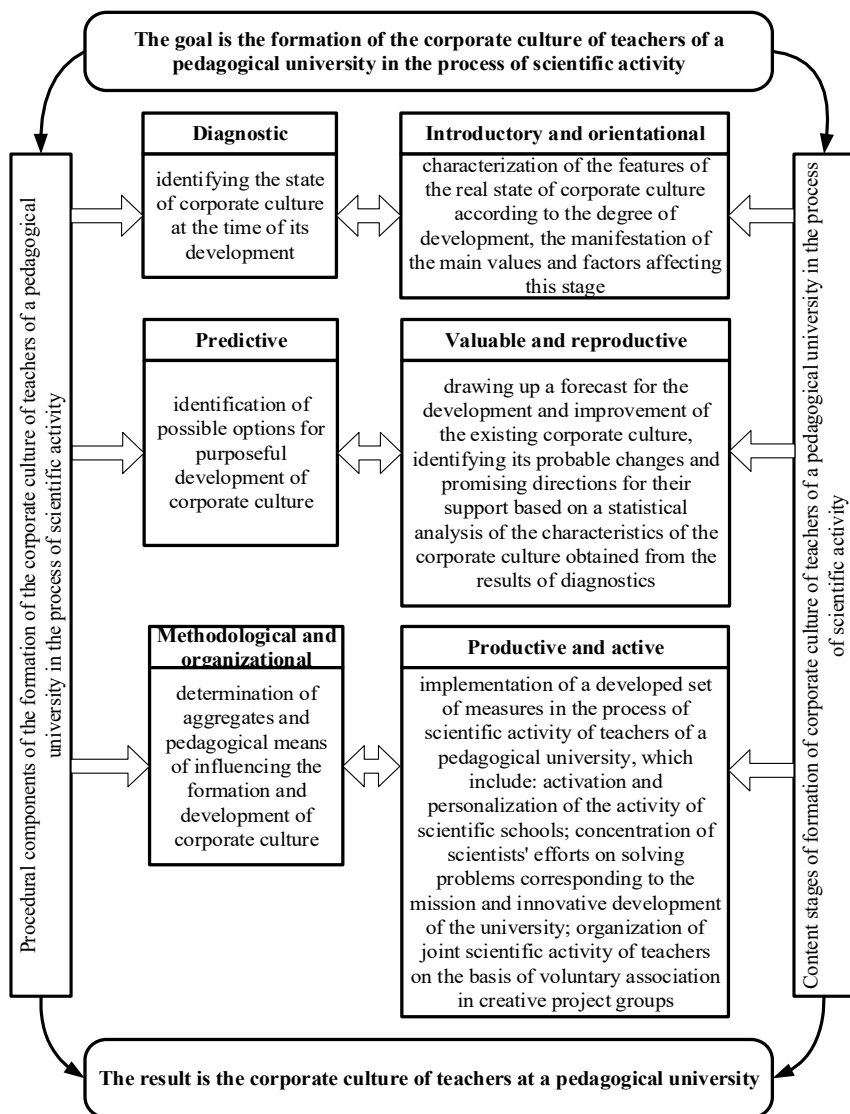 The goal is the formation of the corporate culture of teachers of a
pedagogical university in the process of scientific activity
Procedural components of the formation of the corporate culture of teachers of a pedagogical
university in the process of scientific activity
Diagnostic
identifying the state
of corporate culture
at the time of its
development
Introductory and orientational
characterization of the features of
the real state of corporate culture
according to the degree of
development, the manifestation of
the main values and factors affecting
this stage
Predictive
identification of
possible options for
purposeful
development of
corporate culture
Valuable and reproductive
drawing up a forecast for the
development and improvement of
the existing corporate culture,
identifying its probable changes and
promising directions for their
support based on a statistical
analysis of the characteristics of the
corporate culture obtained from the
results of diagnostics
Methodological and
organizational
determination of
aggregates and
pedagogical means
of influencing the
formation and
development of
corporate culture
Productive and active
implementation of a developed set
of measures in the process of
scientific activity of teachers of a
pedagogical university, which
include: activation and
personalization of the activity of
scientific schools; concentration of
scientists' efforts on solving
problems corresponding to the
mission and innovative development
of the university; organization of
joint scientific activity of teachers
on the basis of voluntary association
in creative project groups
Content stages of formation of corporate culture of teachers of a pedagogical university in the process
of scientific activity
The result is the corporate culture of teachers at a pedagogical university